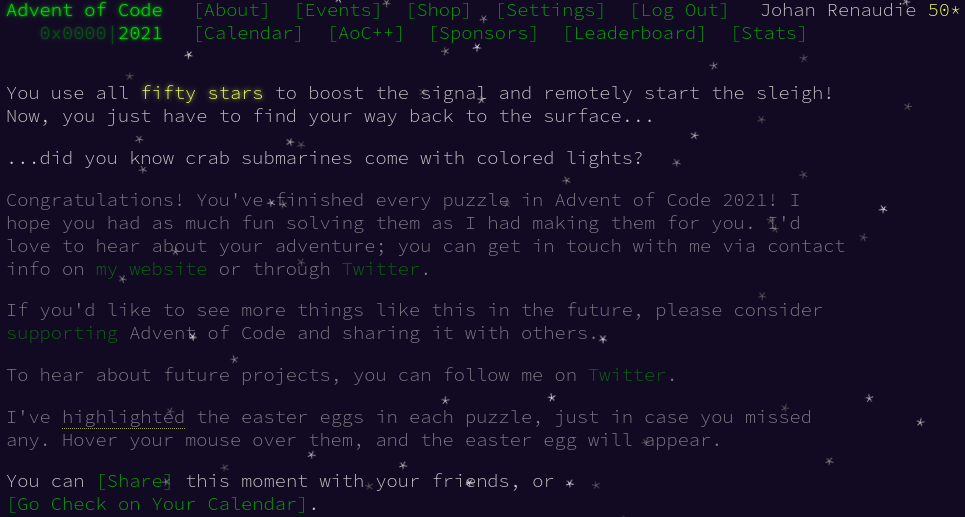 Advent of Code [About] [Events] [Shop] [Settings] [Log Out] Johan Renaudie 50*
0x0000|2021 [Calendar] [AoC++] [Sponsors] [Leaderboard] [Stats]
You use all fifty stars to boost the signal and remotely start the sleigh!
Now, you just have to find your way back to the surface...
...did you know crab submarines come with colored lights?
Congratulations! You've finished every puzzle in Advent of Code 2021! I
hope you had as much fun solving them as I had making them for you. I'd
love to hear about your adventure; you can get in touch with me via contact
info on my website or through Twitter.
If you'd like to see more things like this in the future, please consider
supporting Advent of Code and sharing it with others.
To hear about future projects, you can follow me on Twitter.
I've highlighted the easter eggs in each puzzle, just in case you missed
any. Hover your mouse over them, and the easter egg will appear.
You can [Share] this moment with your friends, or
[Go Check on Your Calendar].